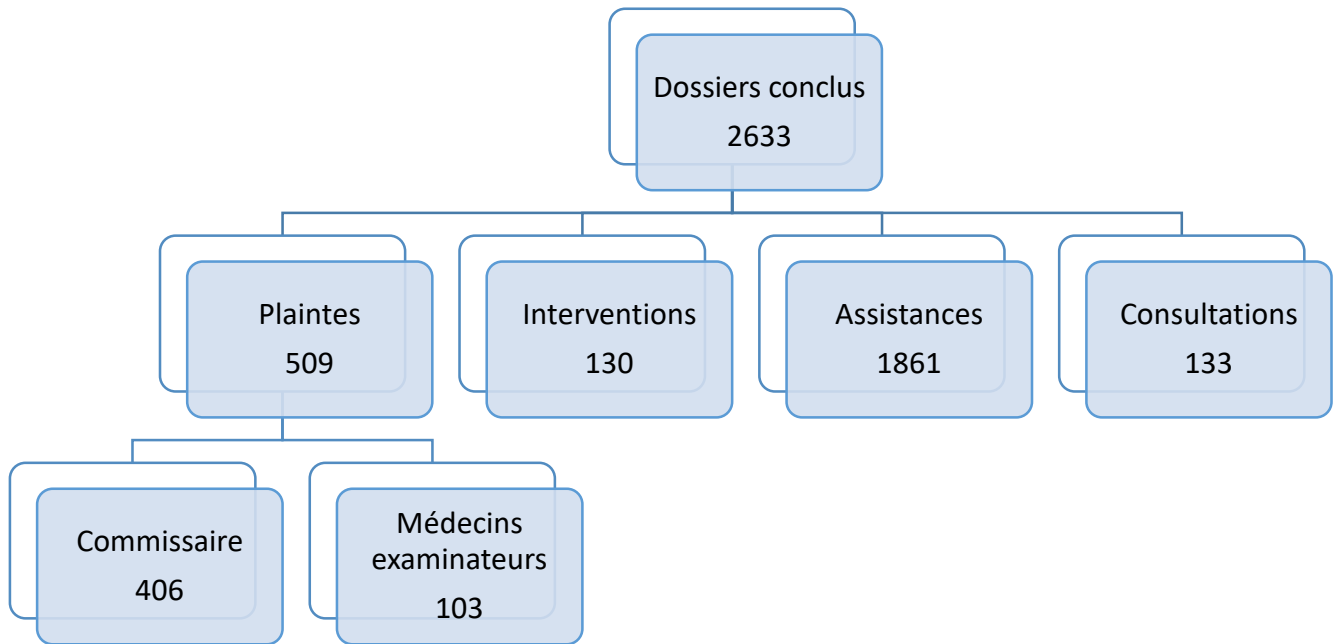 Dossiers conclus
2633
Plaintes
509
Interventions
130
Assistances
1861
Consultations
133
Commissaire
406
Médecins
examinateurs
103